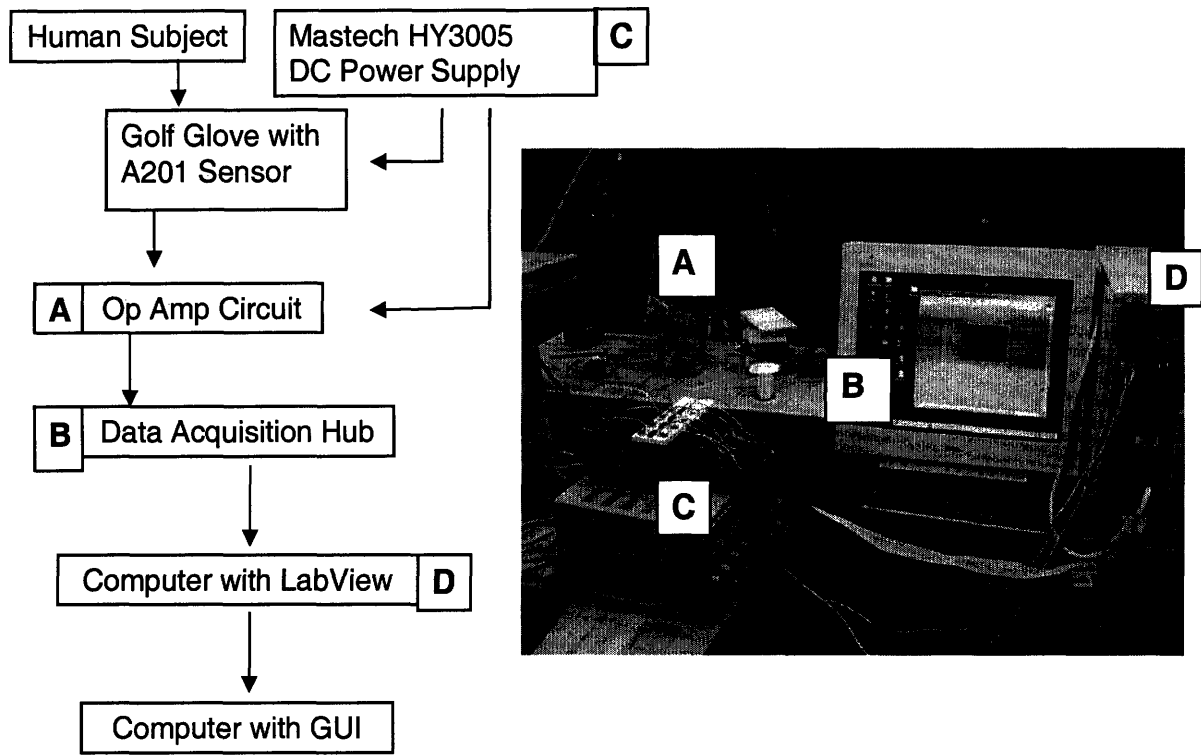 Human Subject
Mastech HY3005
DC Power Supply
C
Golf Glove with
A201 Sensor
A Op Amp Circuit
B Data Acquisition Hub
Computer with LabView D
Computer with GUI
A
D
B
C